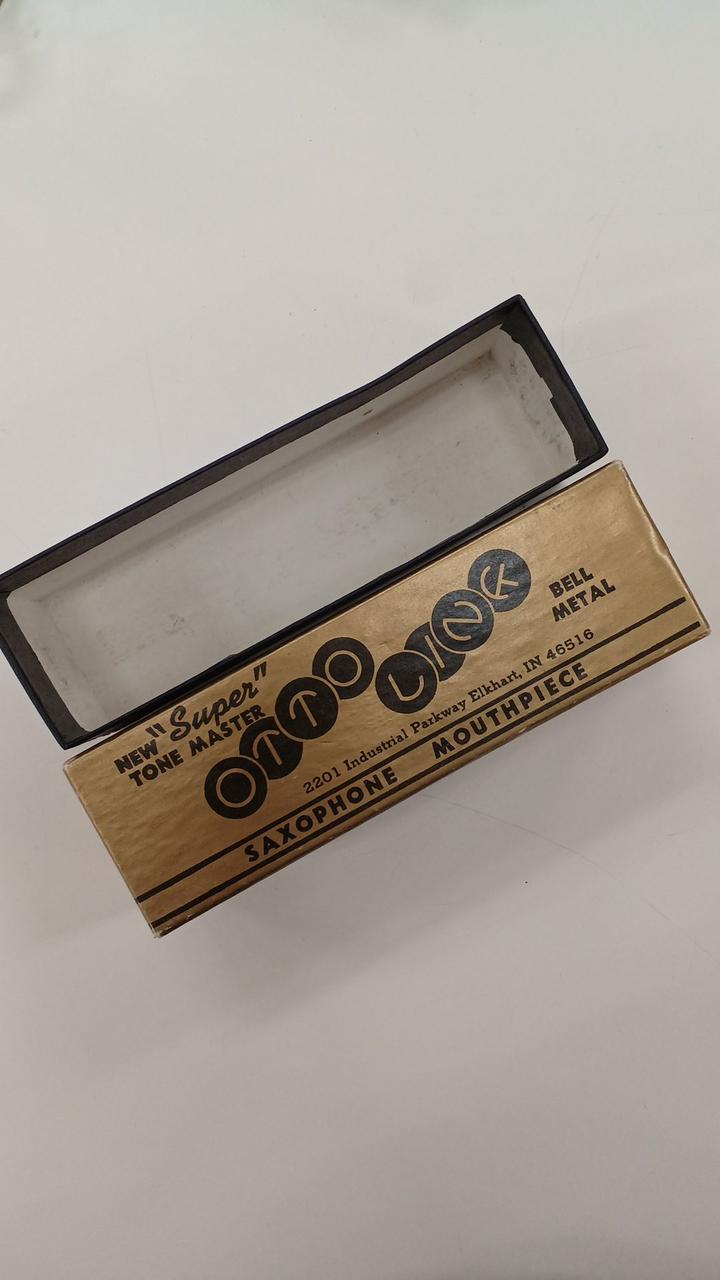 NEW "Super"
TONE MASTER
OTTO LINK
BELL
METAL
2201 Industrial Parkway Elkhart, IN 46516
SAXOPHONE MOUTHPIECE